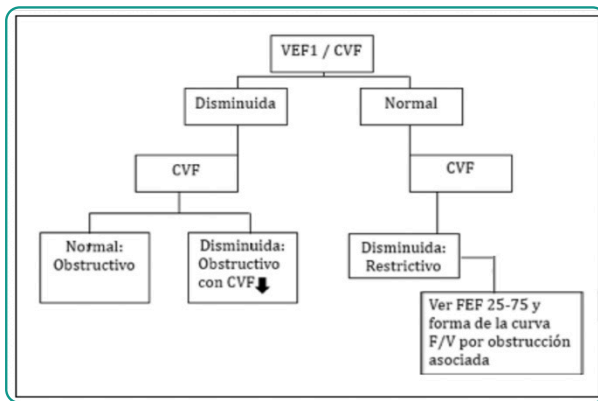 VEF1 / CVF
Disminuida
Normal
CVF
CVF
Normal:
Obstructivo
Disminuida:
Obstructivo
con CVF
Disminuida:
Restrictivo
Ver FEF 25-75 y
forma de la curva
F/V por obstrucción
asociada